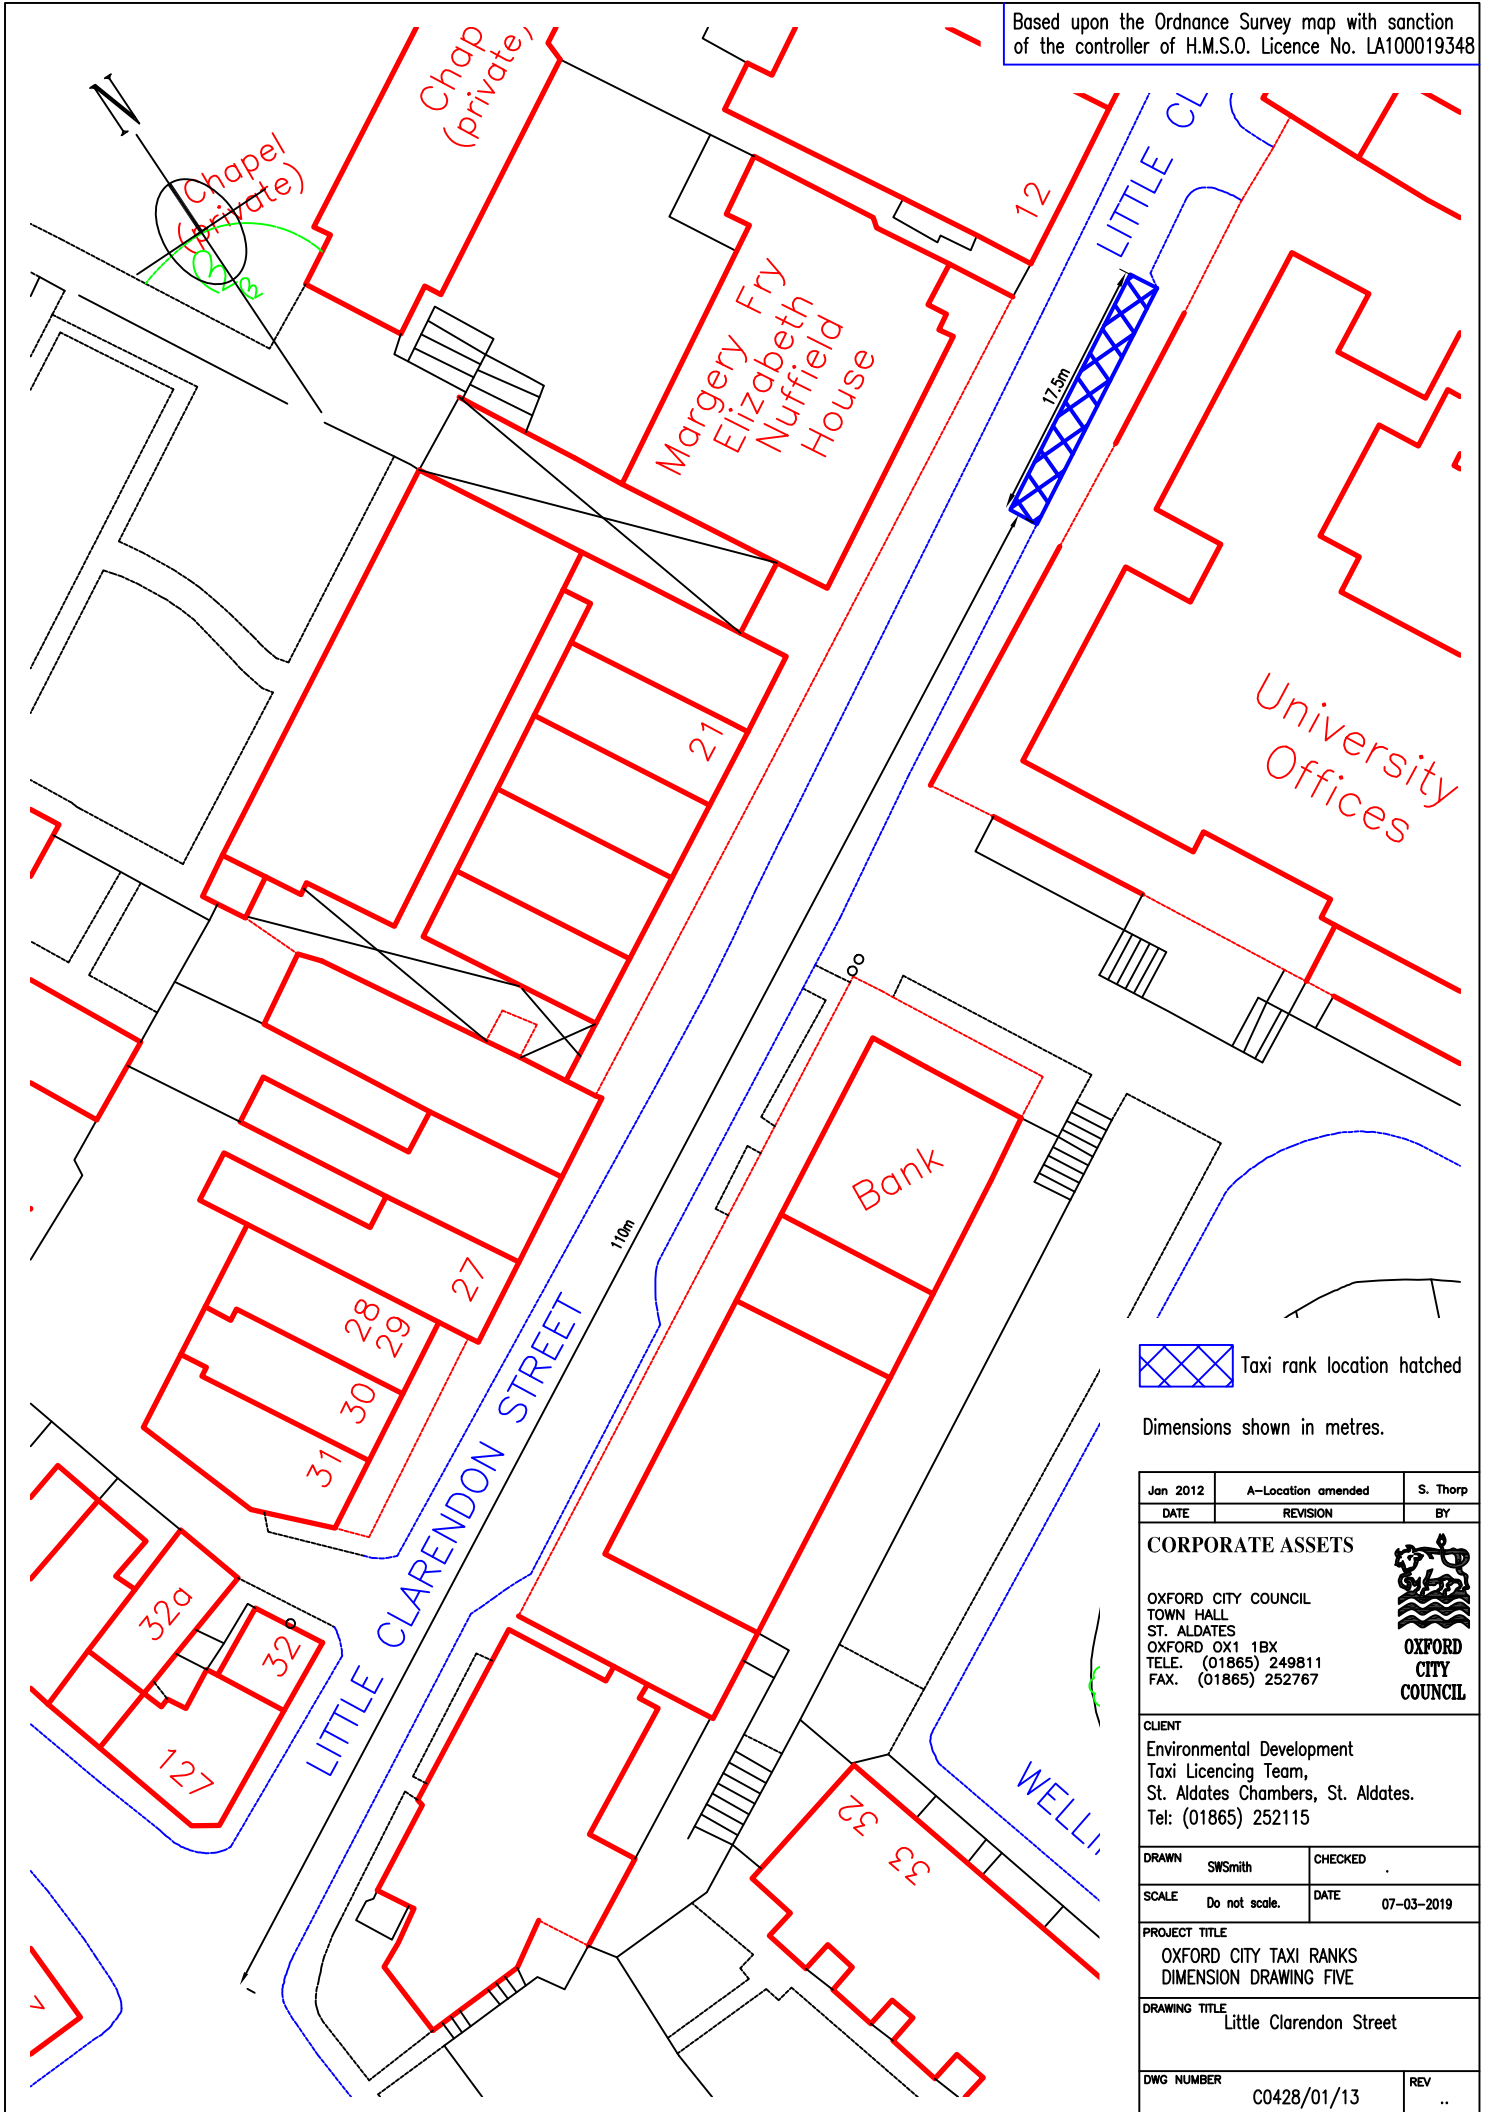 Based upon the Ordnance Survey map with sanction
of the controller of H.M.S.O. Licence No. LA100019348
N
Chap
(private)
Chapel
(private)
LITTLE CL
12
Margery Fry
Elizabeth
Nuffield
House
17.5m
University
Offices
21
Bank
110m
27
28
29
30
31
LITTLE CLARENDON STREET
32a
32
127
32
33
Taxi rank location hatched
Dimensions shown in metres.
Jan 2012 A-Location amended S. Thorp
DATE REVISION BY
CORPORATE ASSETS
OXFORD CITY COUNCIL
TOWN HALL
ST. ALDATES
OXFORD OX1 1BX
TELE. (01865) 249811
FAX. (01865) 252767
OXFORD
CITY
COUNCIL
CLIENT
Environmental Development
Taxi Licencing Team,
St. Aldates Chambers, St. Aldates.
Tel: (01865) 252115
DRAWN SWSmith CHECKED .
SCALE Do not scale. DATE 07-03-2019
PROJECT TITLE
OXFORD CITY TAXI RANKS
DIMENSION DRAWING FIVE
DRAWING TITLE
Little Clarendon Street
DWG NUMBER C0428/01/13 REV ..